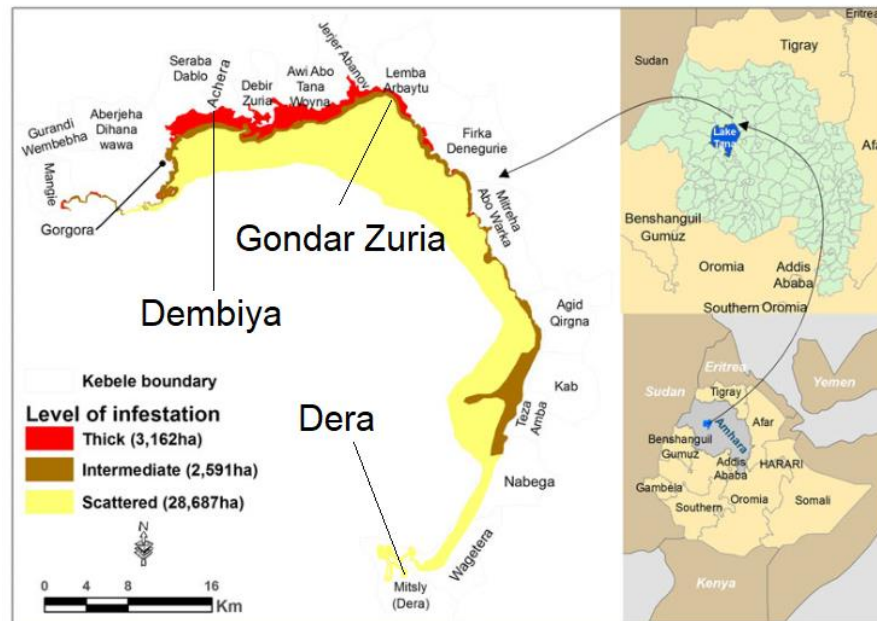 Seraba
Dablo
Achera
Debir
Zuria
Awi Abo
Tana
Woyna
Jerjer Abanov
Lemba
Arbaytu
Gurandi
Wembebha
Aberjeha
Dihana
wawa
Mangie
Gorgora
Firka
Denegurie
Mitreha
Abo Warka
Gondar Zuria
Dembiya
Agid
Qirgna
Kab
Teza
Amba
Dera
Nabega
Wagetera
Mitsly
(Dera)
Kebele boundary
Level of infestation
Thick (3,162ha)
Intermediate (2,591ha)
Scattered (28,687ha)
N
0 4 8 16
Km
Eritrea
Sudan
Tigray
Lake
Tana
Afa
Benshanguil
Gumuz
Oromia
Addis
Ababa
Southern Oromia
Eritrea
Sudan
Yemen
Tigray
Amhara
Afar
Benshanguil
Gumuz
Addis
Ababa
HARARI
Gambela
Oromia
Somali
Southern
Kenya